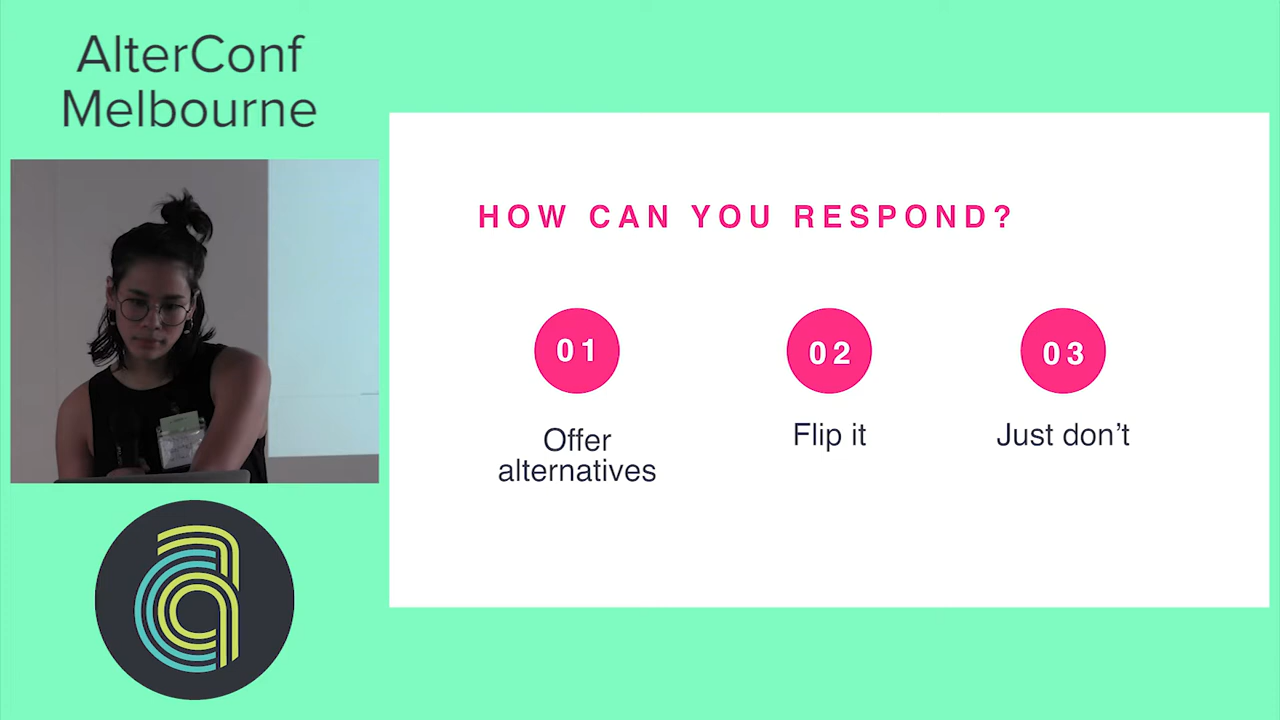 AlterConf
Melbourne
HOW CAN YOU RESPOND?
01
Offer
alternatives
02
Flip it
03
Just don't